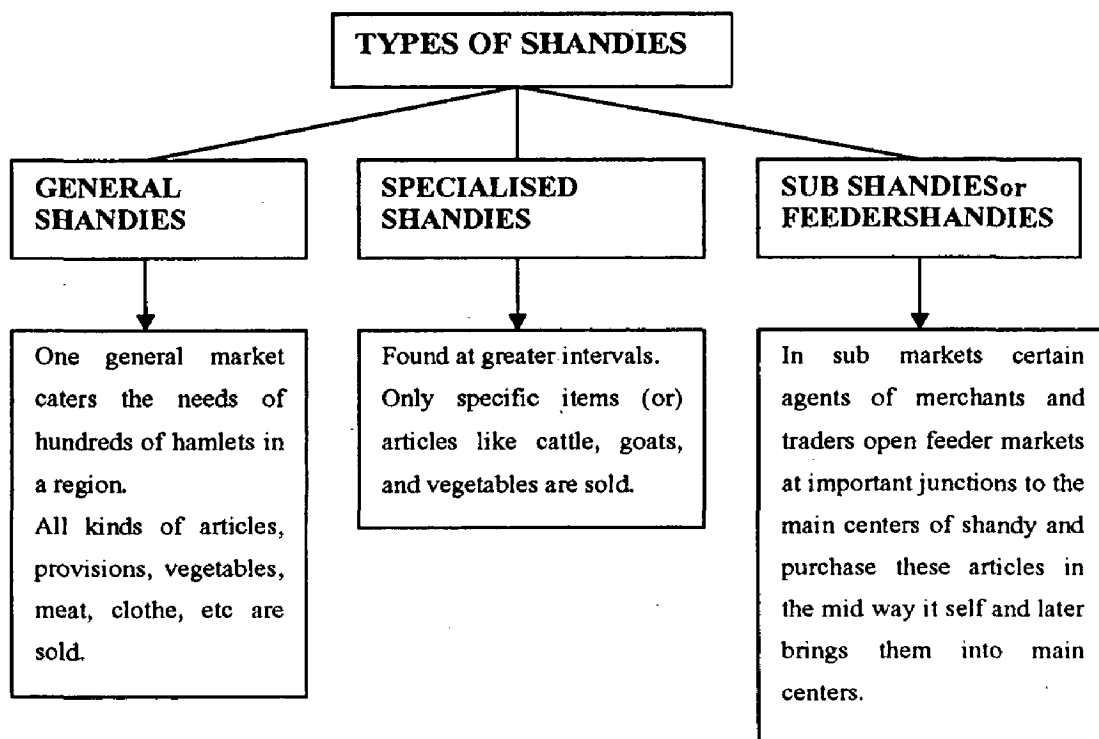 TYPES OF SHANDIES
GENERAL
SHANDIES
SPECIALISED
SHANDIES
SUB SHANDIESor
FEEDERSHANDIES
One general market
caters the needs of
hundreds of hamlets in
a region.
All kinds of articles,
provisions, vegetables,
meat, clothe, etc are
sold.
Found at greater intervals.
Only specific items (or)
articles like cattle, goats,
and vegetables are sold.
In sub markets certain
agents of merchants and
traders open feeder markets
at important junctions to the
main centers of shandy and
purchase these articles in
the mid way it self and later
brings them into main
centers.